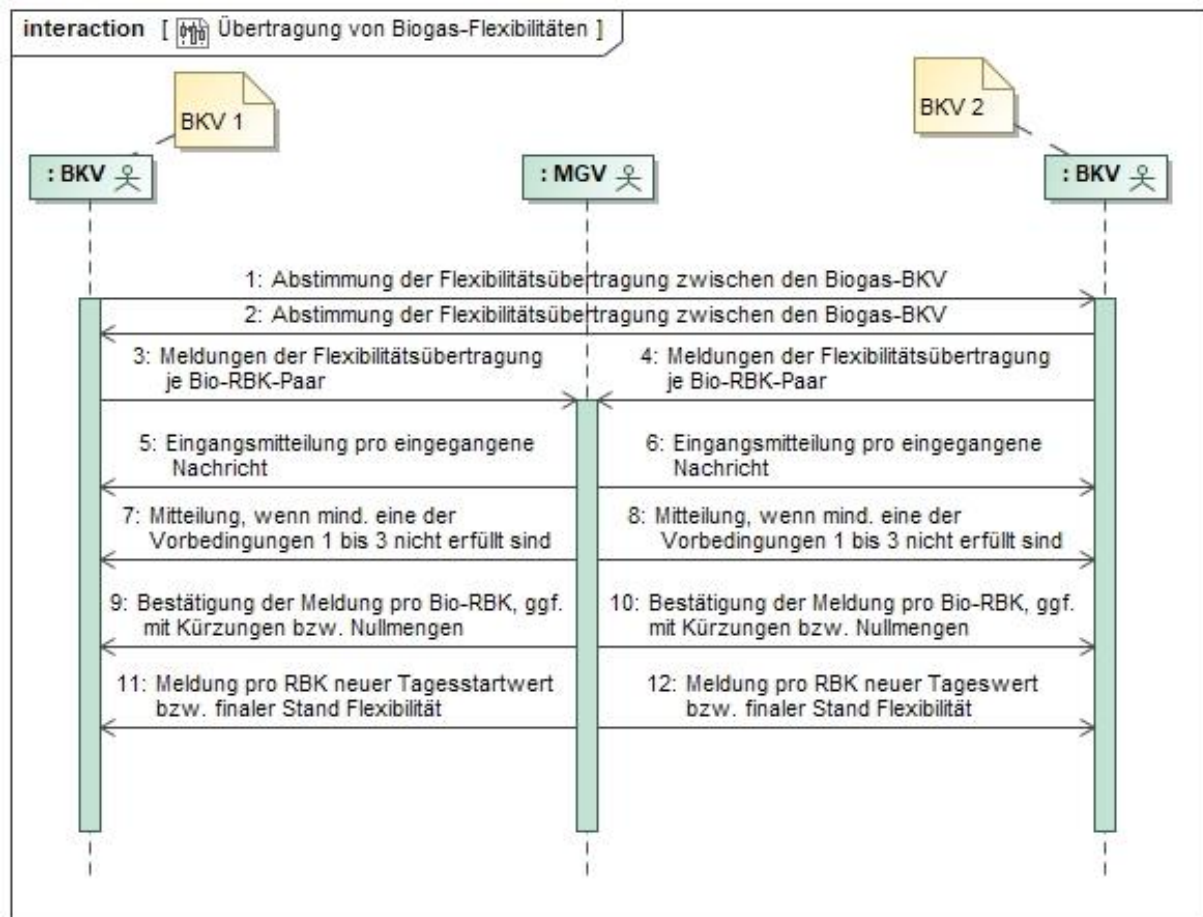 interaction [ Übertragung von Biogas-Flexibilitäten ]
BKV 1
BKV 2
: BKV
: MGV
: BKV
1: Abstimmung der Flexibilitätsübertragung zwischen den Biogas-BKV
2: Abstimmung der Flexibilitätsübertragung zwischen den Biogas-BKV
3: Meldungen der Flexibilitätsübertragung
je Bio-RBK-Paar
4: Meldungen der Flexibilitätsübertragung
je Bio-RBK-Paar
5: Eingangsmitteilung pro eingegangene
Nachricht
6: Eingangsmitteilung pro eingegangene
Nachricht
7: Mitteilung, wenn mind. eine der
Vorbedingungen 1 bis 3 nicht erfüllt sind
8: Mitteilung, wenn mind. eine der
Vorbedingungen 1 bis 3 nicht erfüllt sind
9: Bestätigung der Meldung pro Bio-RBK, ggf.
mit Kürzungen bzw. Nullmengen
10: Bestätigung der Meldung pro Bio-RBK, ggf.
mit Kürzungen bzw. Nullmengen
11: Meldung pro RBK neuer Tagesstartwert
bzw. finaler Stand Flexibilität
12: Meldung pro RBK neuer Tageswert
bzw. finaler Stand Flexibilität